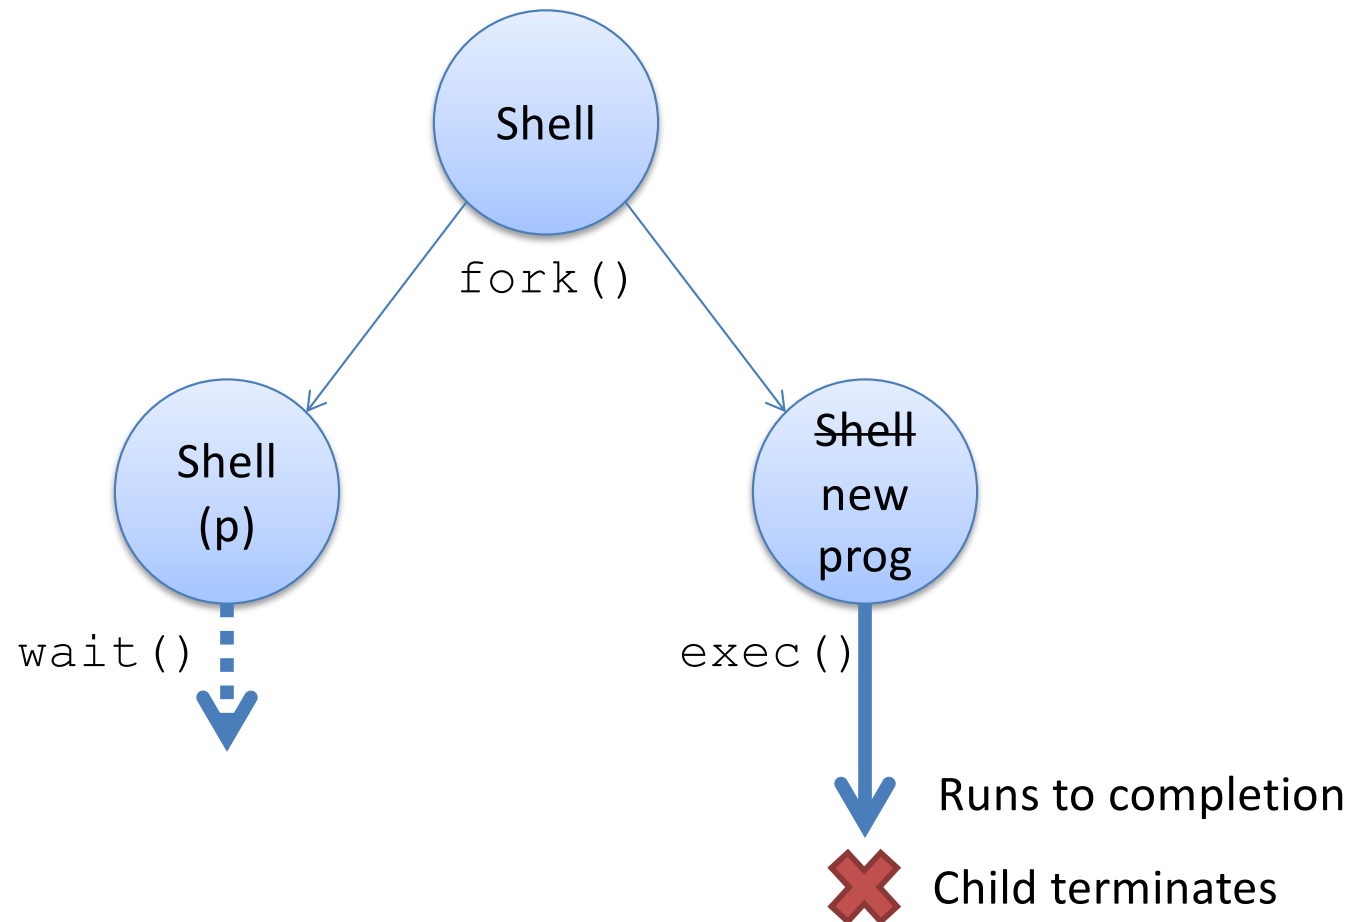 Shell
fork()
Shell
(p)
Shell
new
prog
wait()
exec()
Runs to completion
Child terminates